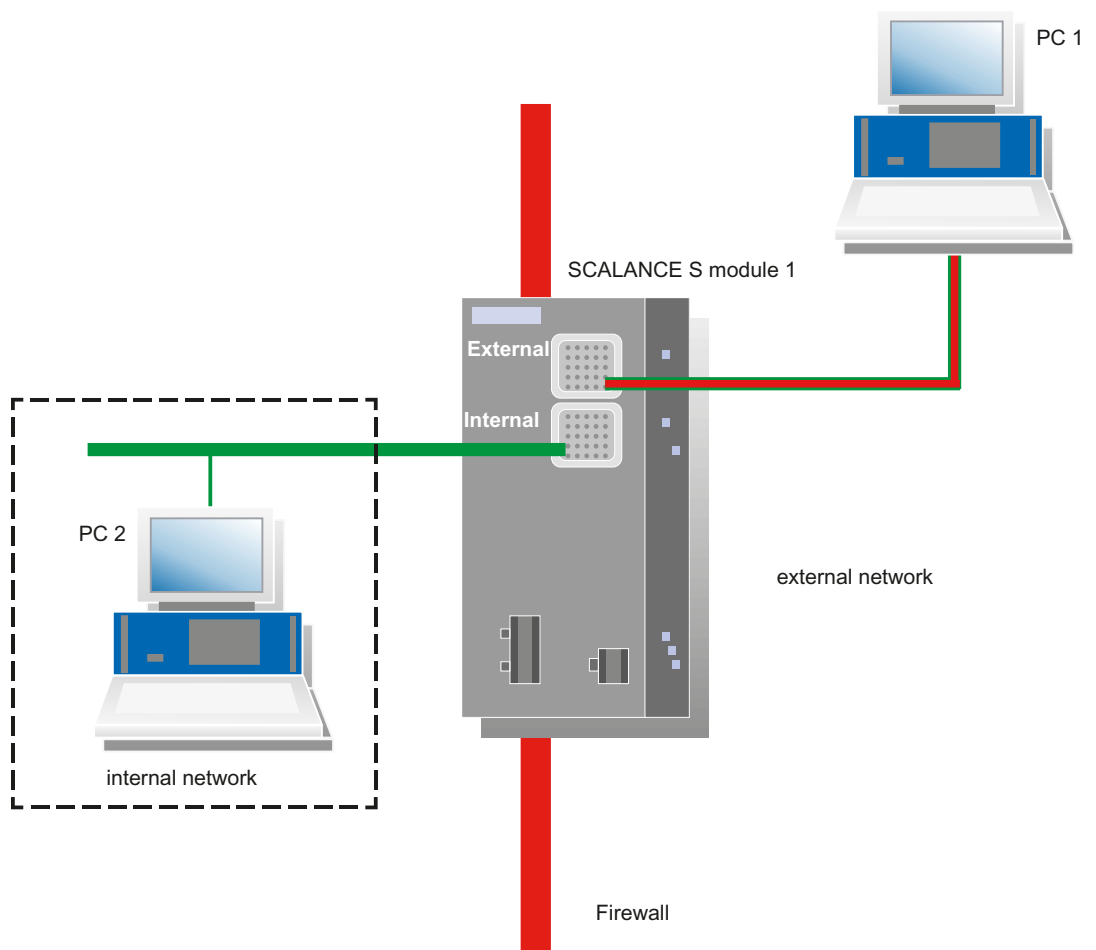 PC 1
SCALANCE S module 1
External
Internal
PC 2
external network
internal network
Firewall